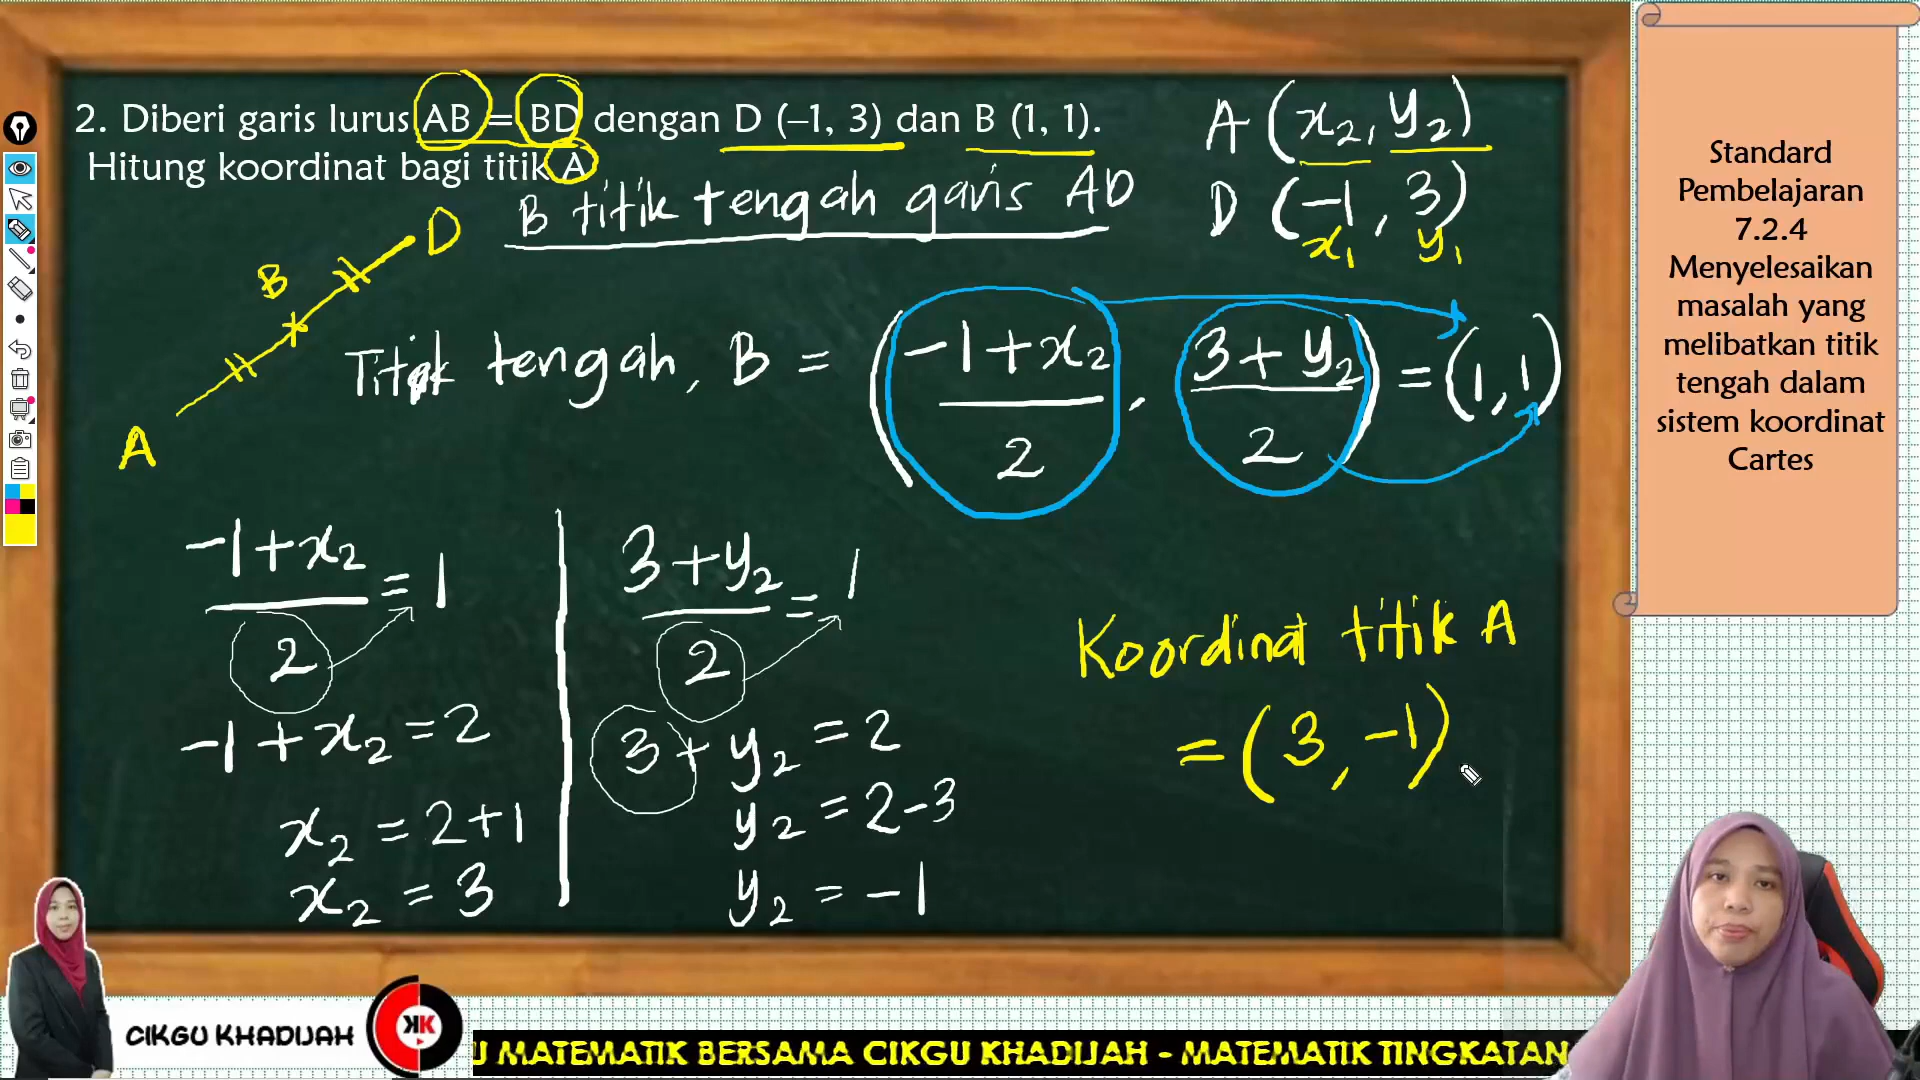 2. Diberi garis lurus AB = BD dengan D (–1, 3) dan B (1, 1).
Hitung koordinat bagi titik A
B titik tengah garis AD
A (x₂, y₂)
D (-1, 3)
x₁ y₁
D
B
A
Titik tengah, B = (-1+x₂/2, 3+y₂/2) = (1, 1)
-1+x₂/2 = 1
-1+x₂ = 2
x₂ = 2+1
x₂ = 3
3+y₂/2 = 1
3+y₂ = 2
y₂ = 2-3
y₂ = -1
Koordinat titik A
= (3, -1)
Standard
Pembelajaran
7.2.4
Menyelesaikan
masalah yang
melibatkan titik
tengah dalam
sistem koordinat
Cartes
CIKGU KHADIJAH
KK
U MATEMATIK BERSAMA CIKGU KHADIJAH - MATEMATIK TINGKATAN